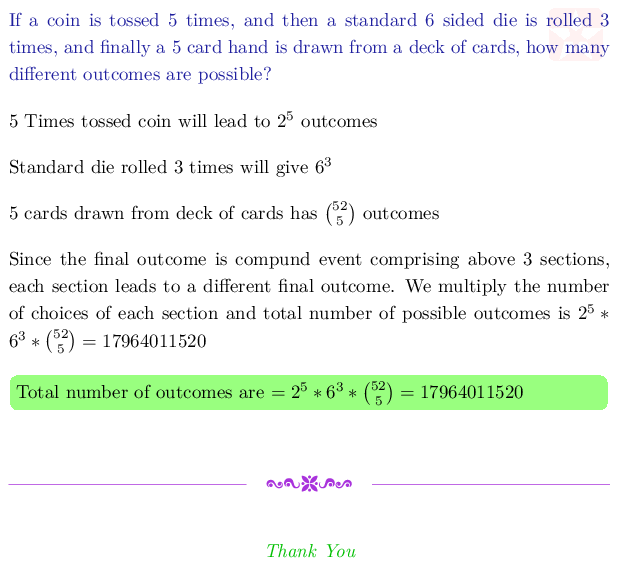 If a coin is tossed 5 times, and then a standard 6 sided die is rolled 3
times, and finally a 5 card hand is drawn from a deck of cards, how many
different outcomes are possible?
5 Times tossed coin will lead to 2^5 outcomes
Standard die rolled 3 times will give 6^3
5 cards drawn from deck of cards has \binom{52}{5} outcomes
Since the final outcome is compund event comprising above 3 sections,
each section leads to a different final outcome. We multiply the number
of choices of each section and total number of possible outcomes is 2^5 *
6^3 * \binom{52}{5} = 17964011520
Total number of outcomes are = 2^5 * 6^3 * \binom{52}{5} = 17964011520
Thank You